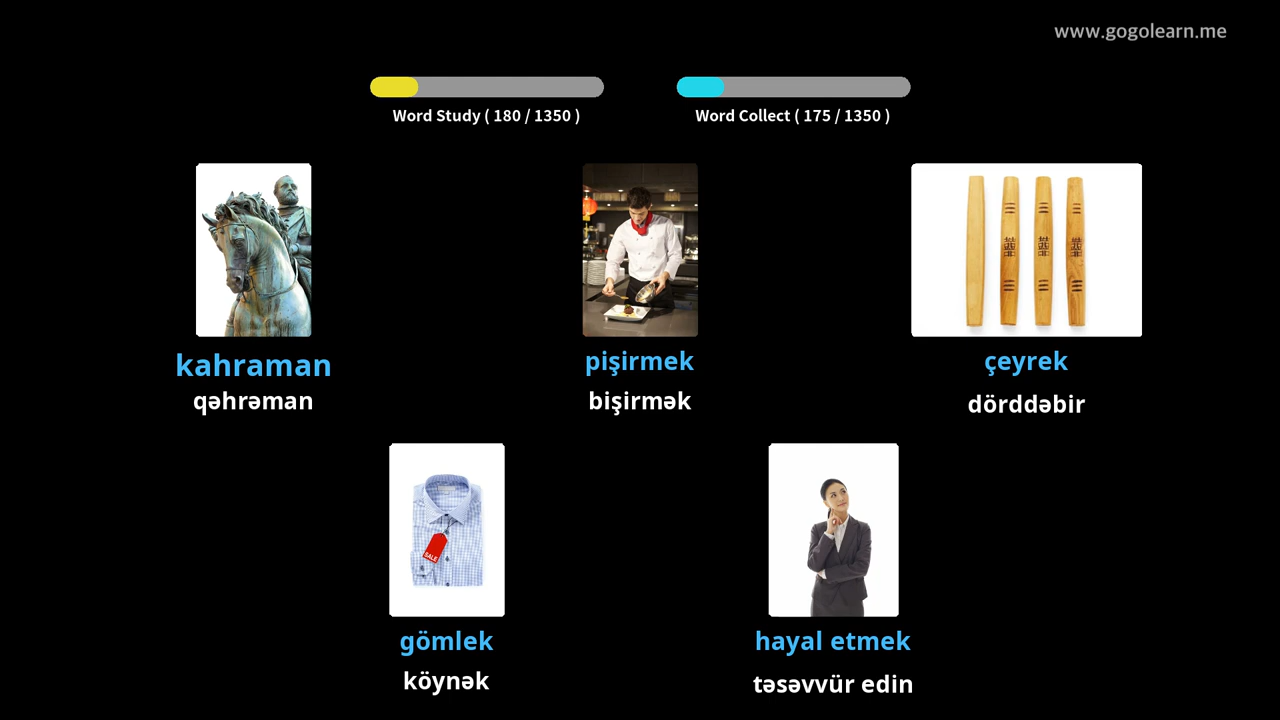 www.gogolearn.me
Word Study ( 180 / 1350 )
Word Collect ( 175 / 1350 )
kahraman
qəhrəman
pişirmek
bişirmək
çeyrek
dörddəbir
SALE
gömlek
köynək
hayal etmek
təsəvvür edin